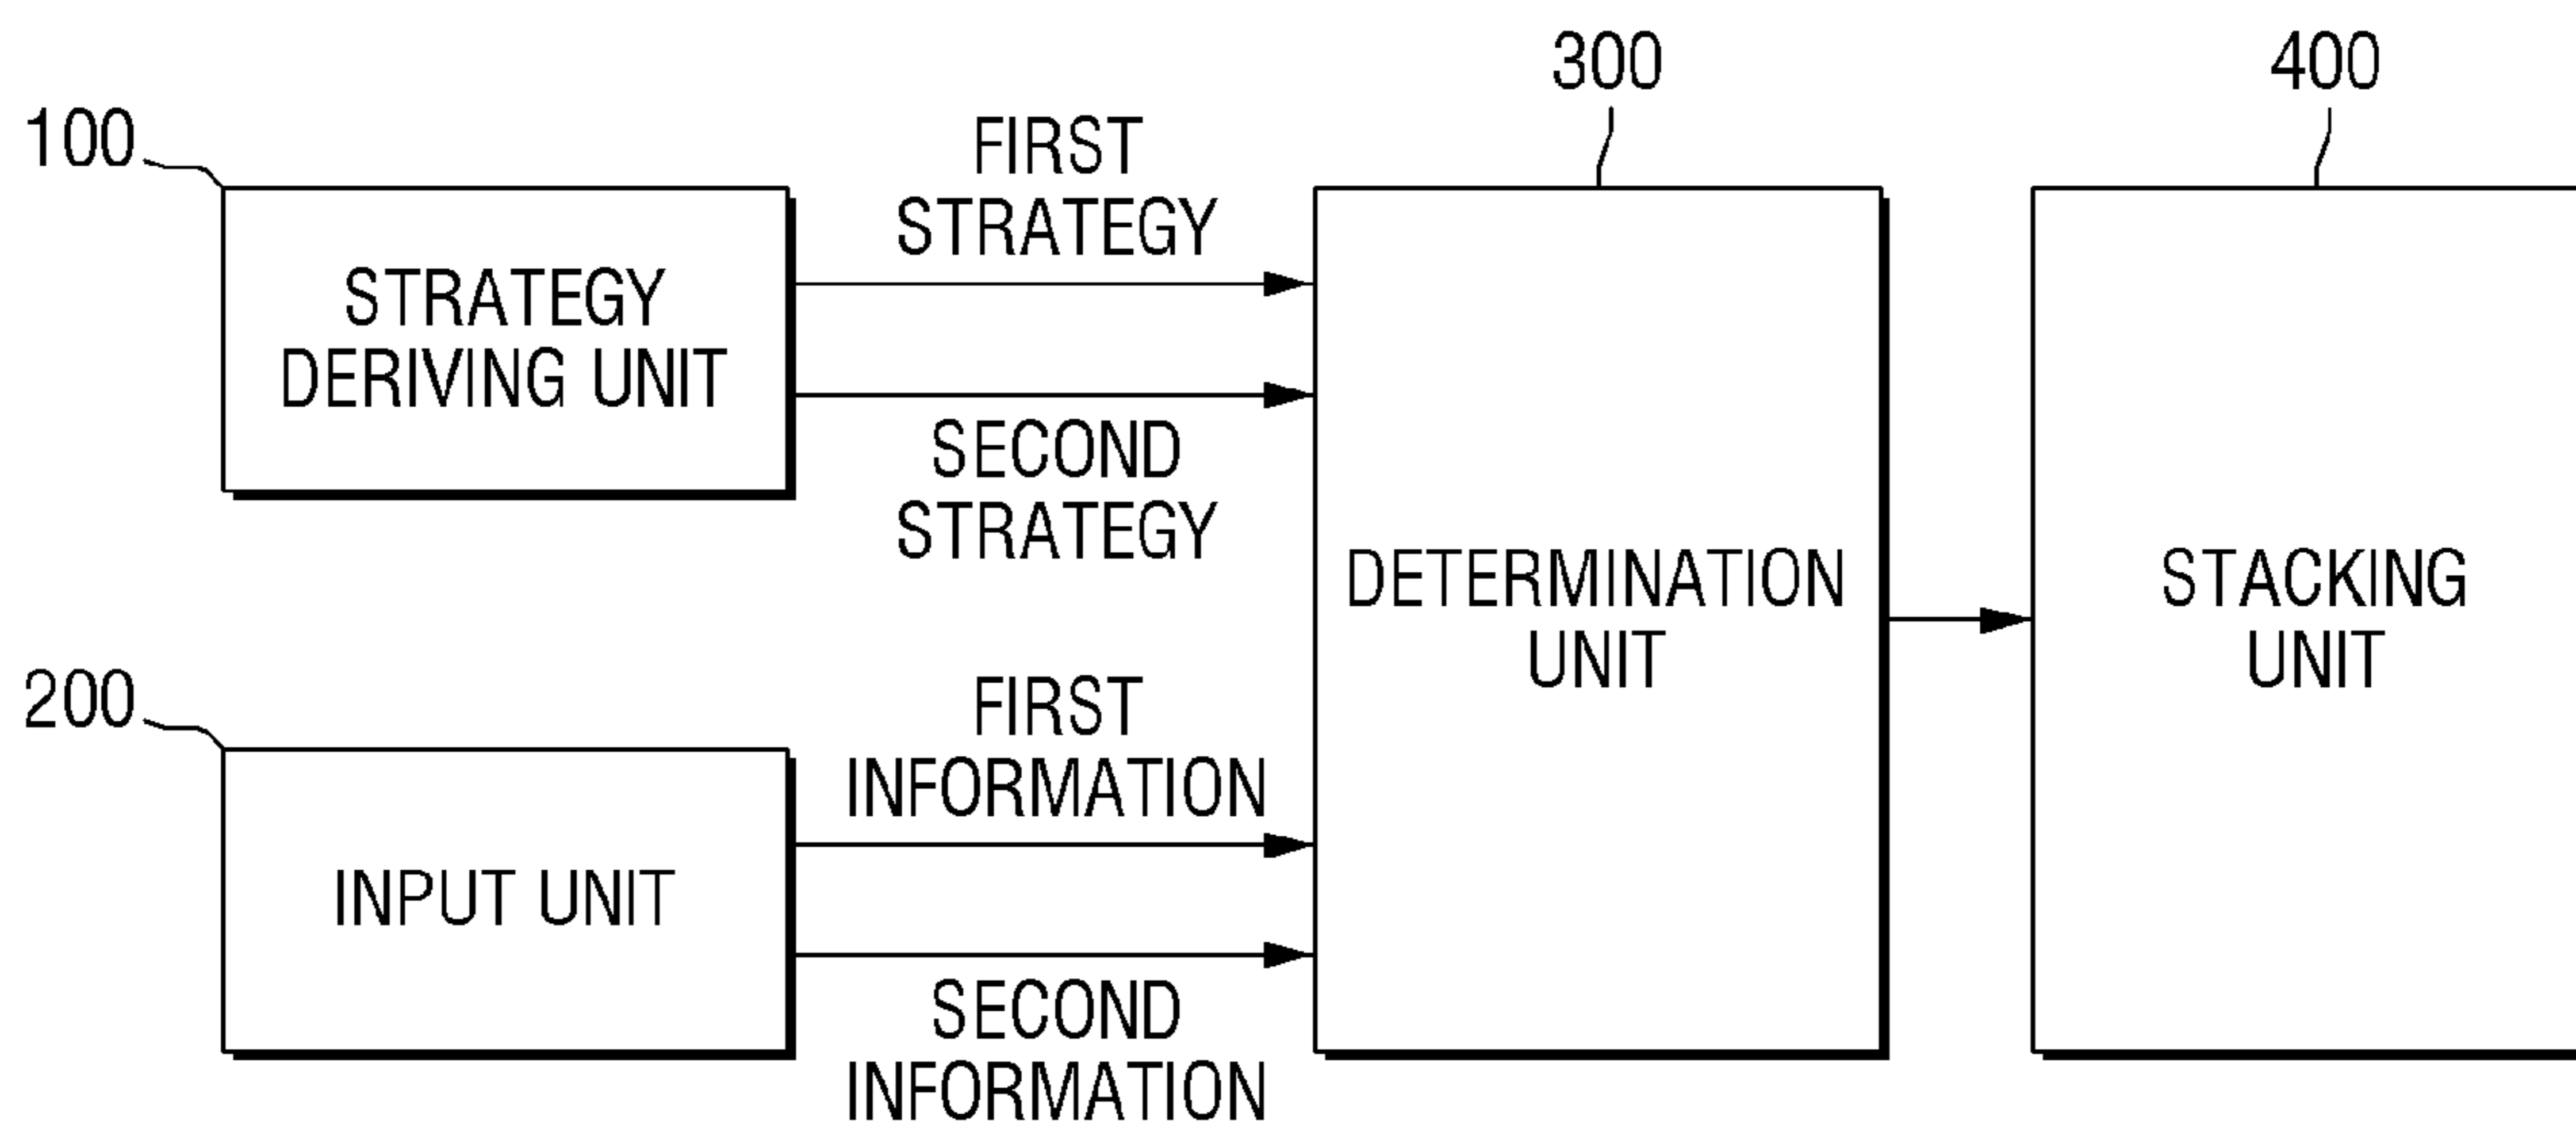 100
STRATEGY
DERIVING UNIT
FIRST
STRATEGY
SECOND
STRATEGY
200
INPUT UNIT
FIRST
INFORMATION
SECOND
INFORMATION
300
DETERMINATION
UNIT
400
STACKING
UNIT